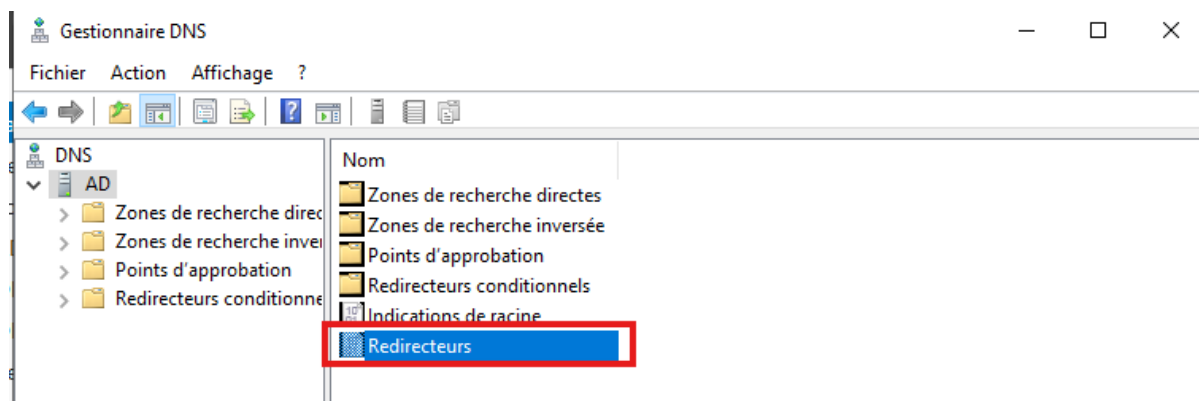 Gestionnaire DNS
Fichier Action Affichage ?
DNS
AD
Zones de recherche direc
Zones de recherche inver
Points d'approbation
Redirecteurs conditionne
Nom
Zones de recherche directes
Zones de recherche inversée
Points d'approbation
Redirecteurs conditionnels
Indications de racine
Redirecteurs